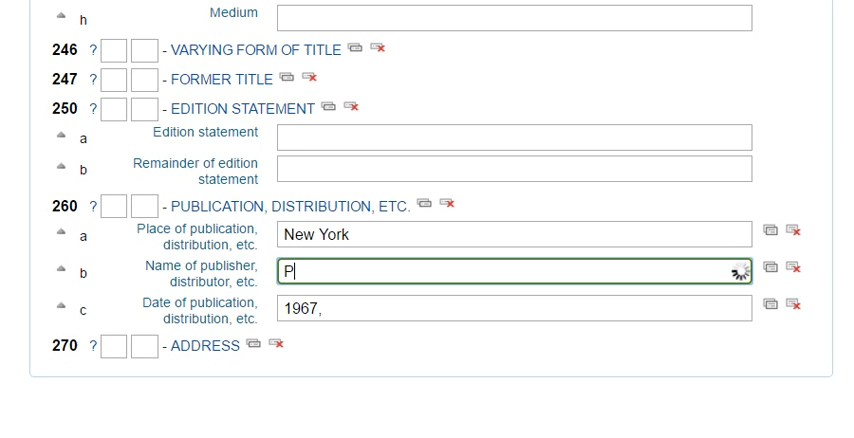 h Medium
246 ? - VARYING FORM OF TITLE
247 ? - FORMER TITLE
250 ? - EDITION STATEMENT
a Edition statement
b Remainder of edition
statement
260 ? - PUBLICATION, DISTRIBUTION, ETC.
a Place of publication,
distribution, etc. New York
b Name of publisher,
distributor, etc. P
c Date of publication,
distribution, etc. 1967,
270 ? - ADDRESS